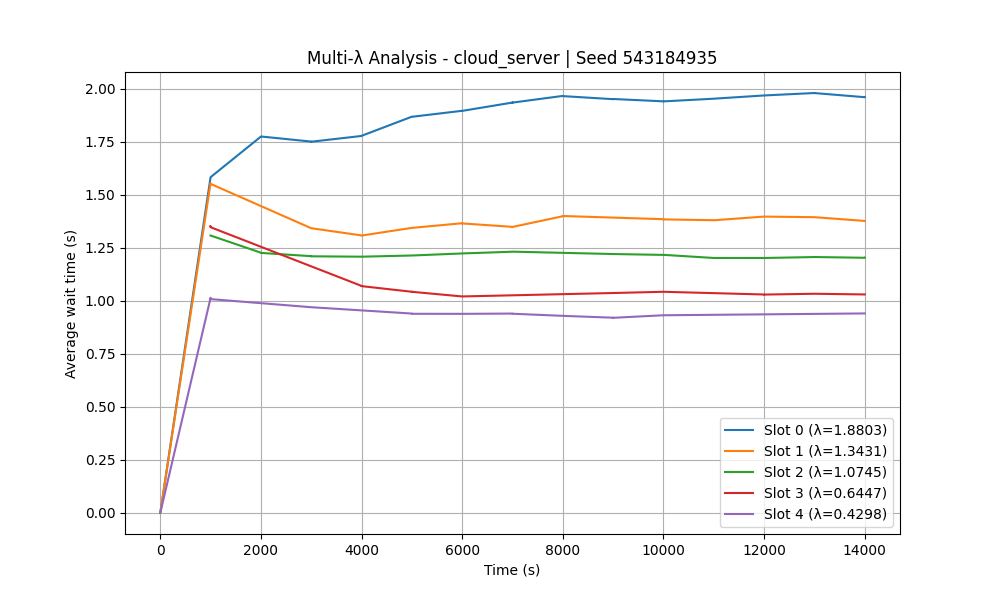 Multi-λ Analysis - cloud_server | Seed 543184935
Average wait time (s)
2.00
1.75
1.50
1.25
1.00
0.75
0.50
0.25
0.00
Slot 0 (λ=1.8803)
Slot 1 (λ=1.3431)
Slot 2 (λ=1.0745)
Slot 3 (λ=0.6447)
Slot 4 (λ=0.4298)
0 2000 4000 6000 8000 10000 12000 14000
Time (s)